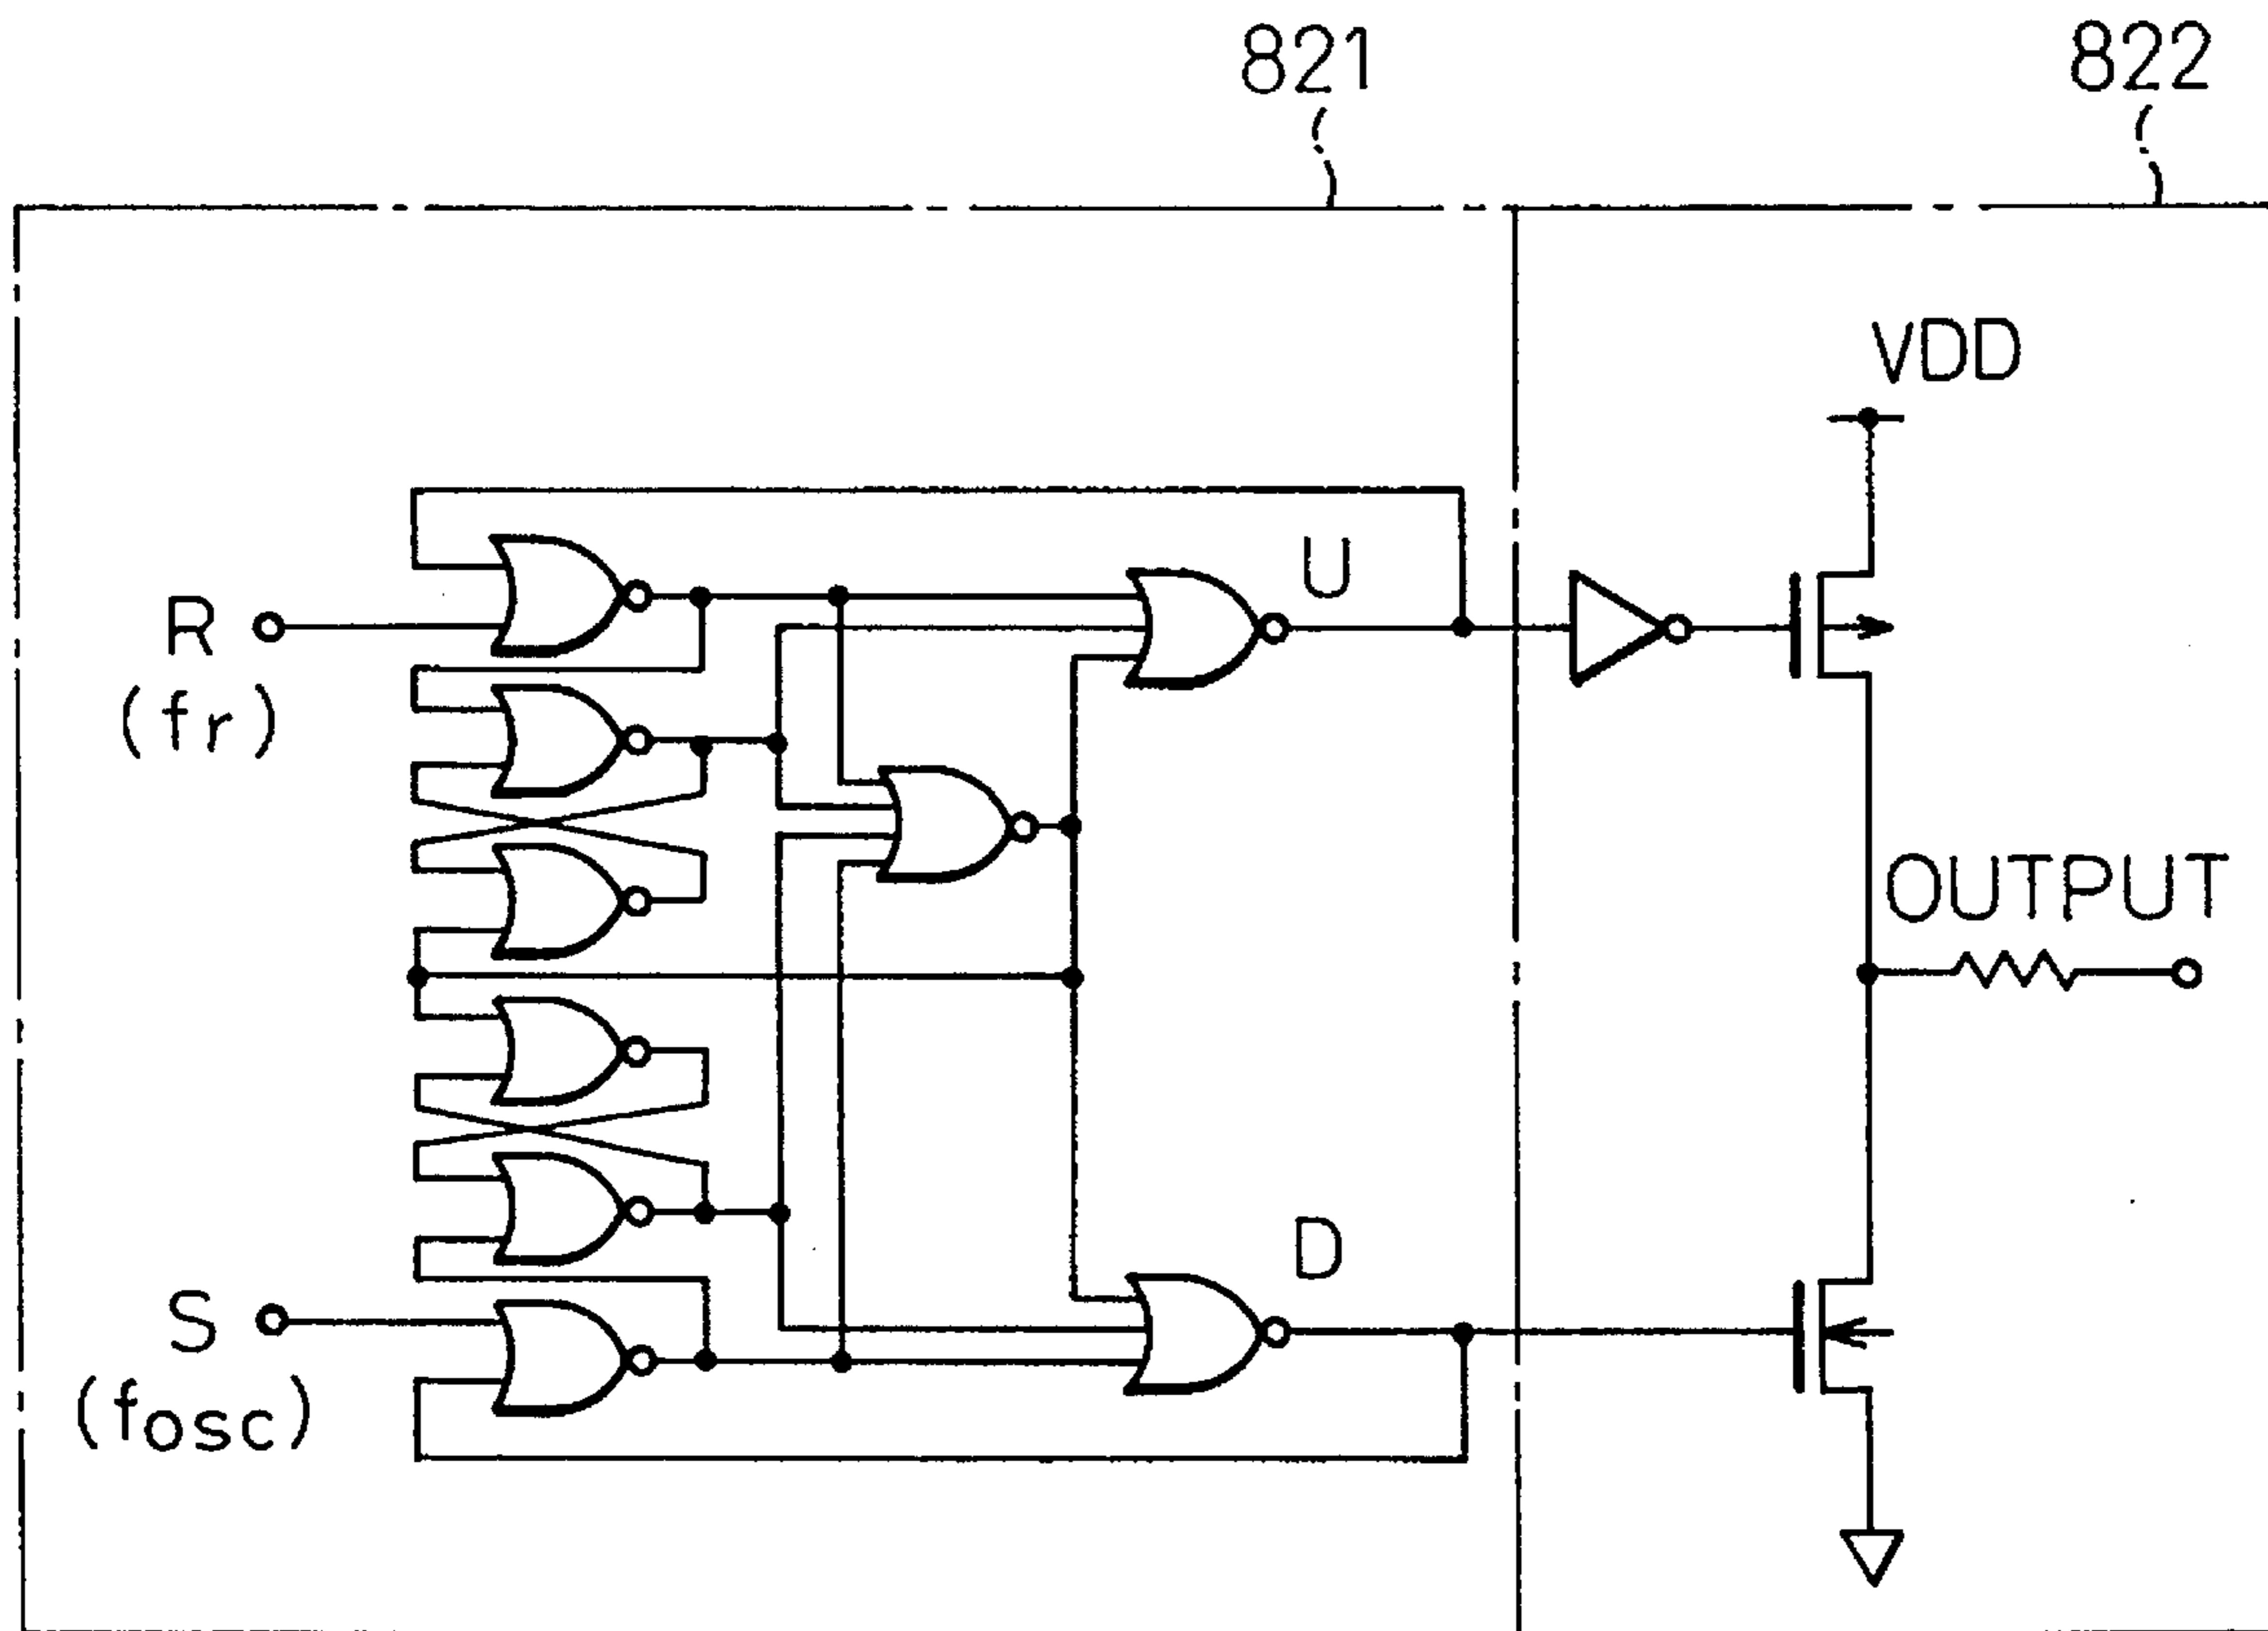 821
822
VDD
U
R
(fr)
OUTPUT
D
S
(fosc)